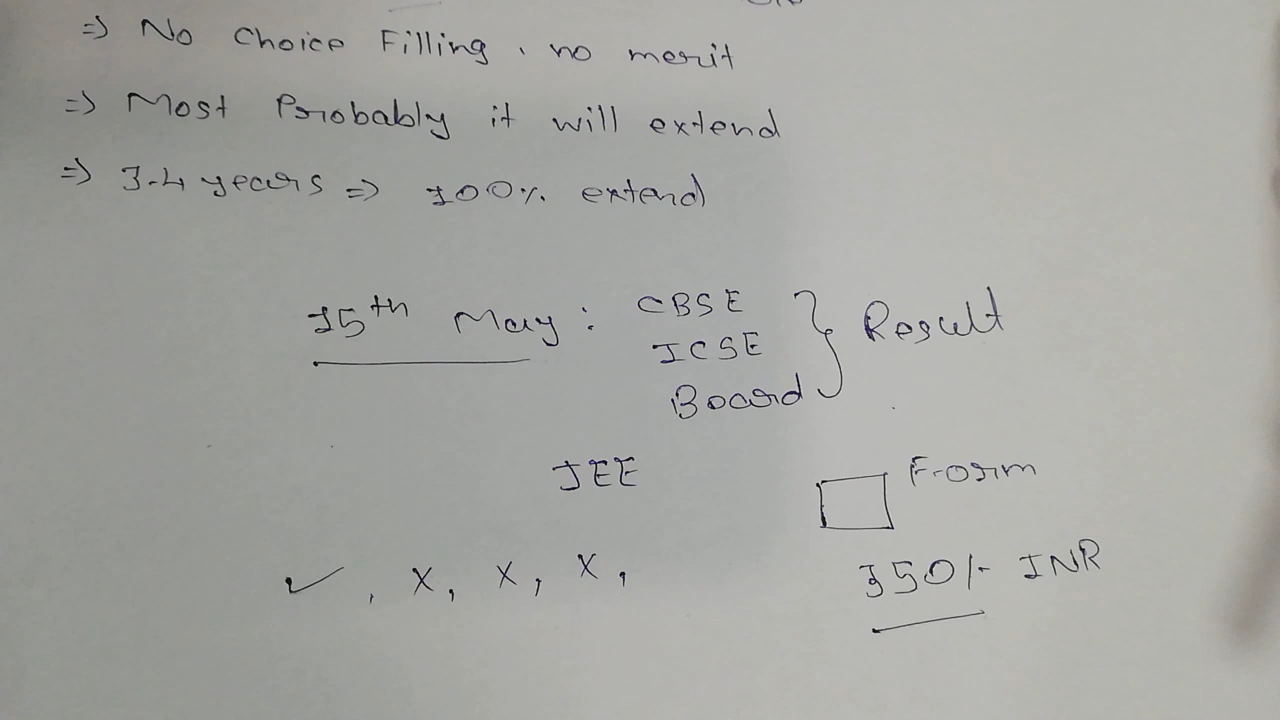 => No Choice Filling, no merit
=> Most Probably it will extend
=> 3-4 years => 100% extend
15th May : CBSE
ICSE
Board } Result
JEE
Form
✓, x, x, x,
350/- INR